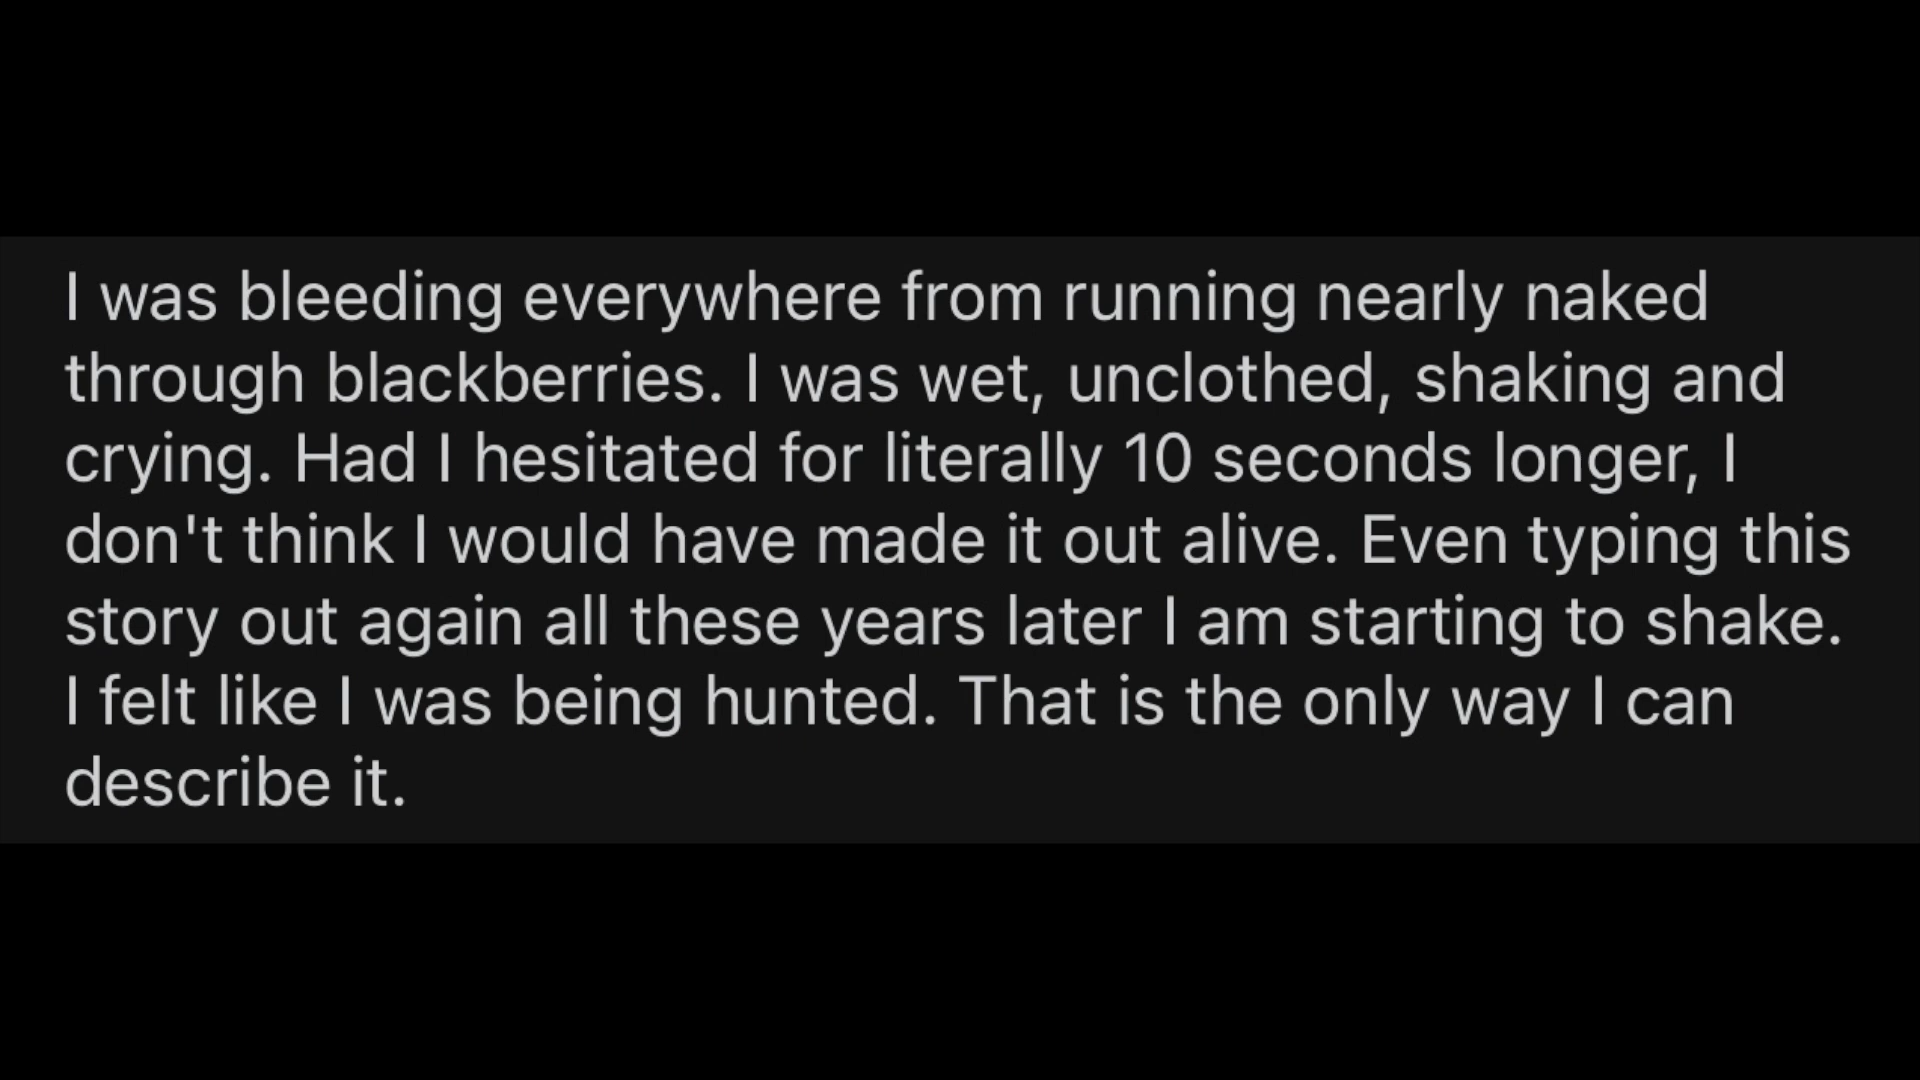 I was bleeding everywhere from running nearly naked
through blackberries. I was wet, unclothed, shaking and
crying. Had I hesitated for literally 10 seconds longer, I
don't think I would have made it out alive. Even typing this
story out again all these years later I am starting to shake.
I felt like I was being hunted. That is the only way I can
describe it.